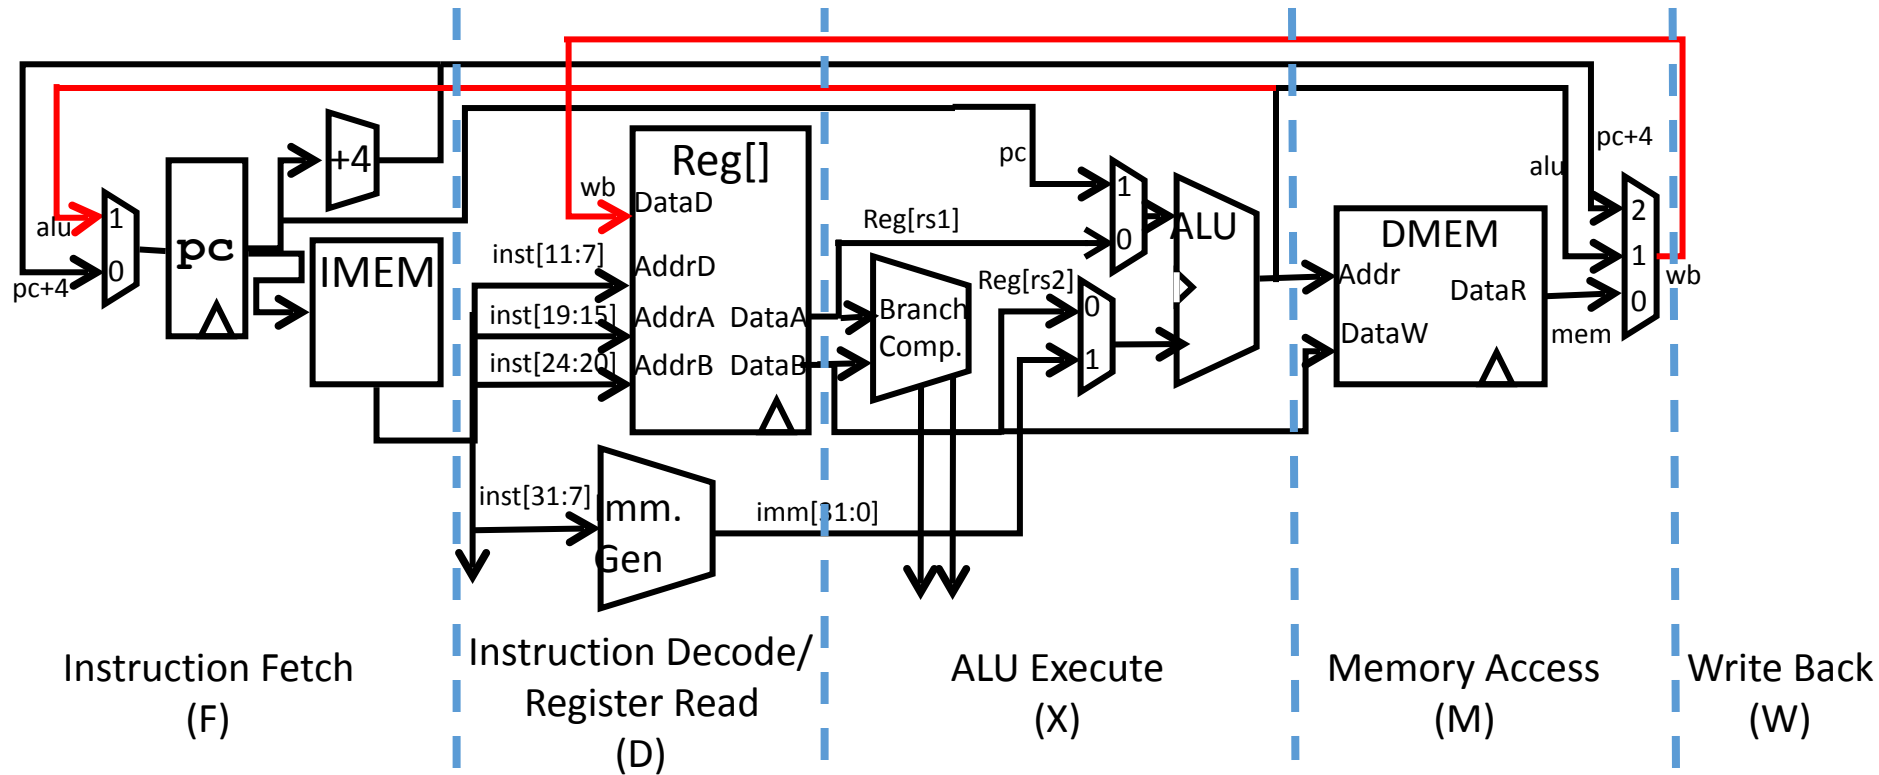 pc+4
alu
1
0
pc
+4
IMEM
wb
Reg[]
DataD
inst[11:7]
AddrD
inst[19:15]
AddrA
DataA
inst[24:20]
AddrB
DataB
inst[31:7]
Imm.
Gen
imm[31:0]
pc
Reg[rs1]
Branch
Comp.
Reg[rs2]
1
0
0
1
ALU
DMEM
Addr
DataR
DataW
mem
alu
pc+4
2
1
0
wb
Instruction Fetch
(F)
Instruction Decode/
Register Read
(D)
ALU Execute
(X)
Memory Access
(M)
Write Back
(W)